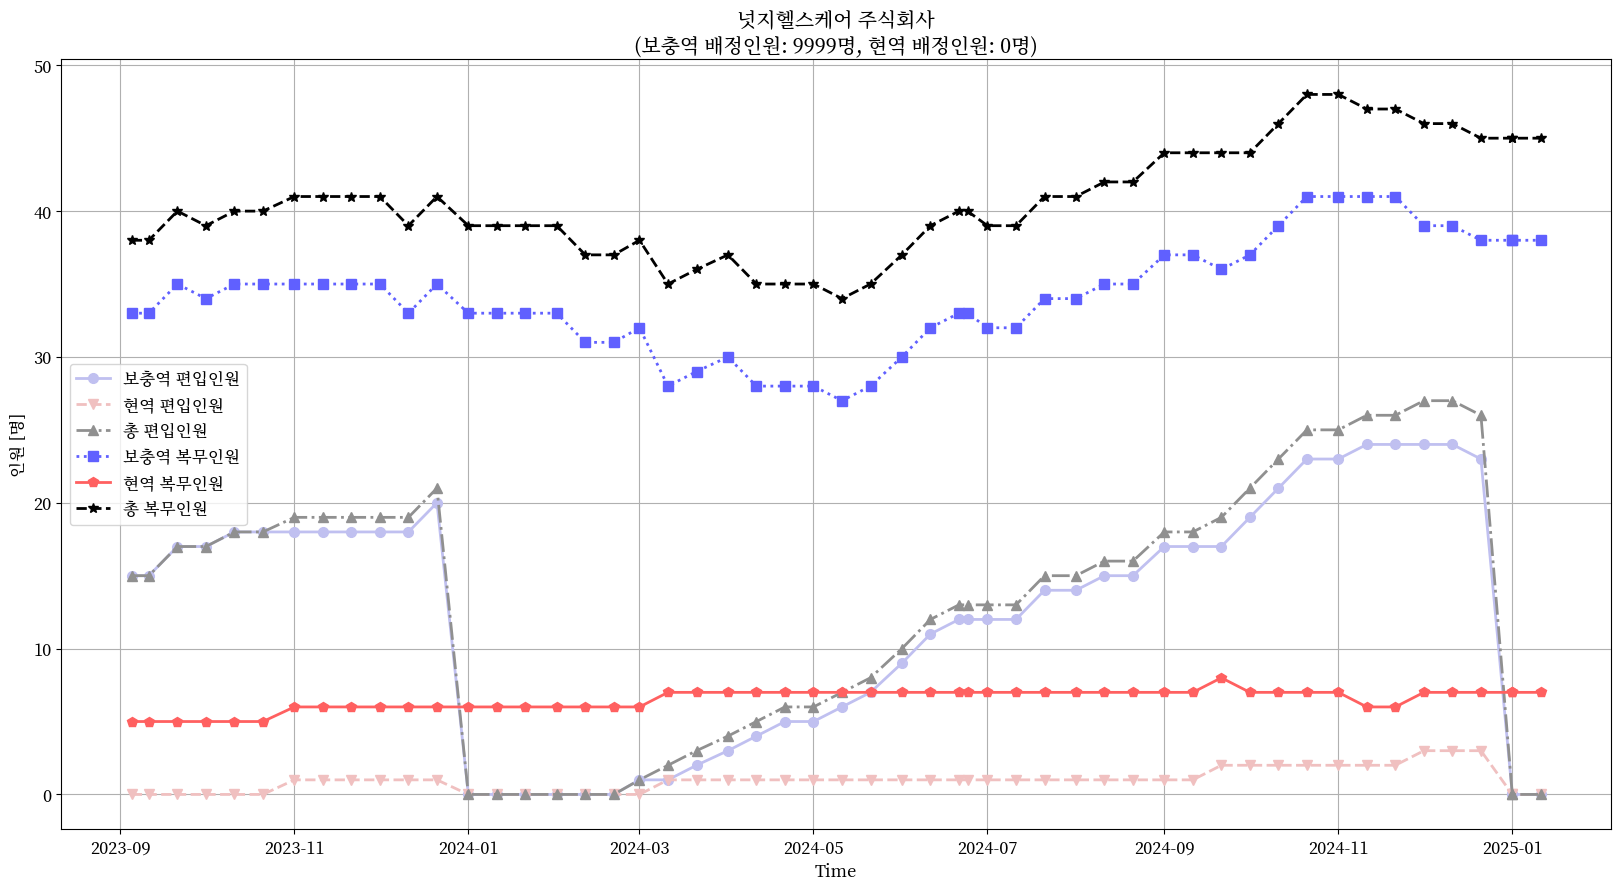 넛지헬스케어 주식회사
(보충역 배정인원: 9999명, 현역 배정인원: 0명)
50
40
30
20
10
0
인원 [명]
보충역 편입인원
현역 편입인원
총 편입인원
보충역 복무인원
현역 복무인원
총 복무인원
2023-09
2023-11
2024-01
2024-03
2024-05
2024-07
2024-09
2024-11
2025-01
Time